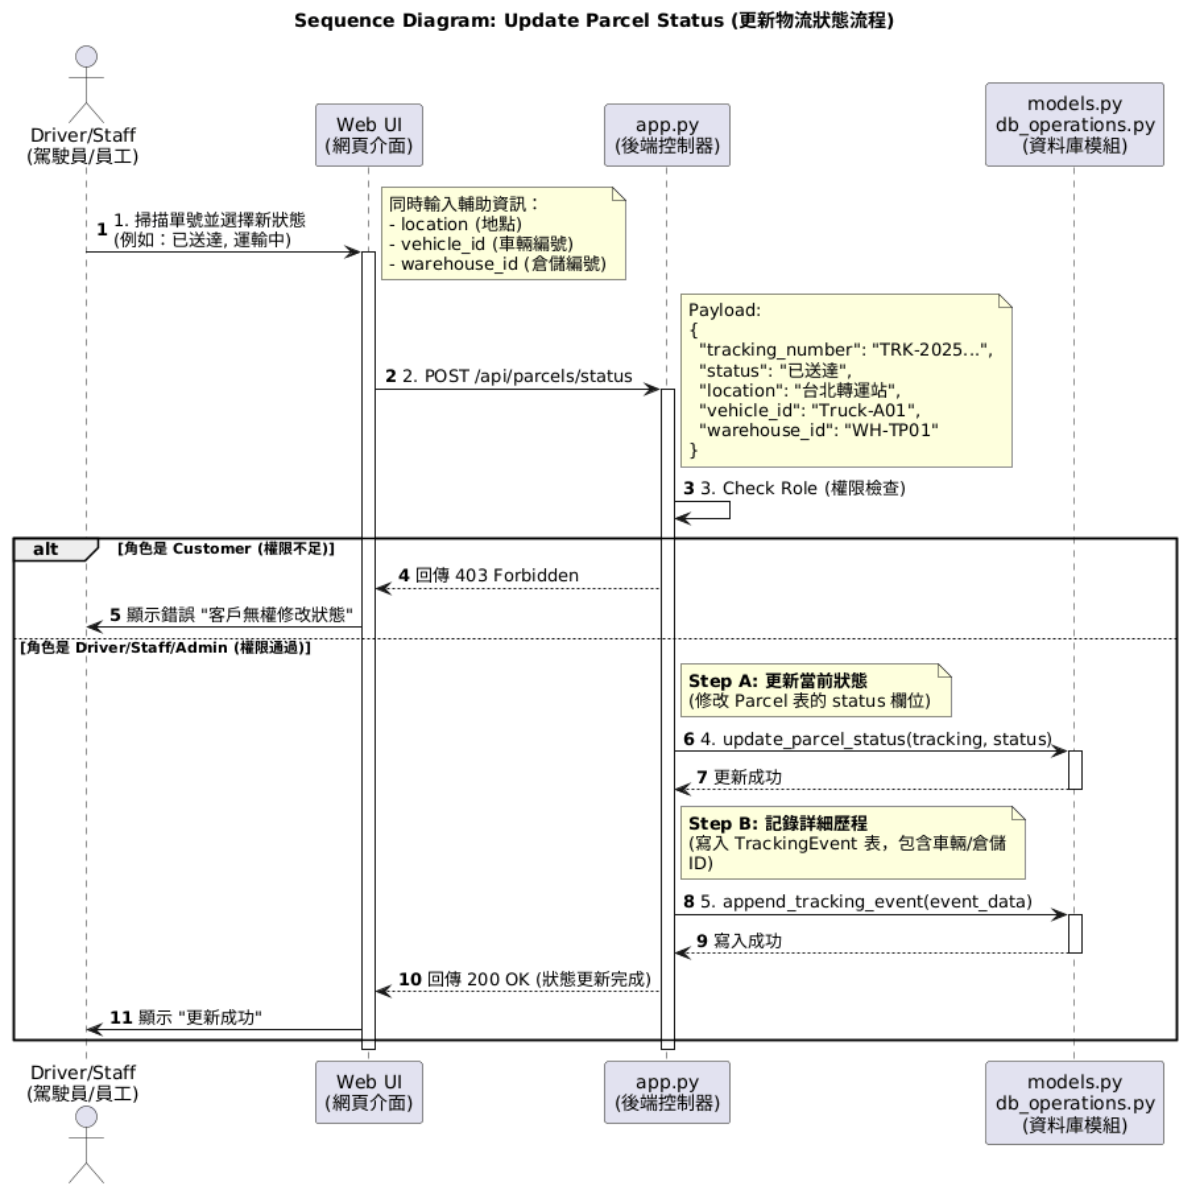 Sequence Diagram: Update Parcel Status (更新物流狀態流程)
Driver/Staff
(駕駛員/員工)
Web UI
(網頁介面)
app.py
(後端控制器)
models.py
db_operations.py
(資料庫模組)
1 1. 掃描單號並選擇新狀態
(例如：已送達, 運輸中)
同時輸入輔助資訊：
- location (地點)
- vehicle_id (車輛編號)
- warehouse_id (倉儲編號)
Payload:
{
"tracking_number": "TRK-2025...",
"status": "已送達",
"location": "台北轉運站",
"vehicle_id": "Truck-A01",
"warehouse_id": "WH-TP01"
}
2 2. POST /api/parcels/status
3 3. Check Role (權限檢查)
alt [角色是 Customer (權限不足)]
4 回傳 403 Forbidden
5 顯示錯誤 "客戶無權修改狀態"
[角色是 Driver/Staff/Admin (權限通過)]
Step A: 更新當前狀態
(修改 Parcel 表的 status 欄位)
6 4. update_parcel_status(tracking, status)
7 更新成功
Step B: 記錄詳細歷程
(寫入 TrackingEvent 表，包含車輛/倉儲
ID)
8 5. append_tracking_event(event_data)
9 寫入成功
10 回傳 200 OK (狀態更新完成)
11 顯示 "更新成功"
Driver/Staff
(駕駛員/員工)
Web UI
(網頁介面)
app.py
(後端控制器)
models.py
db_operations.py
(資料庫模組)